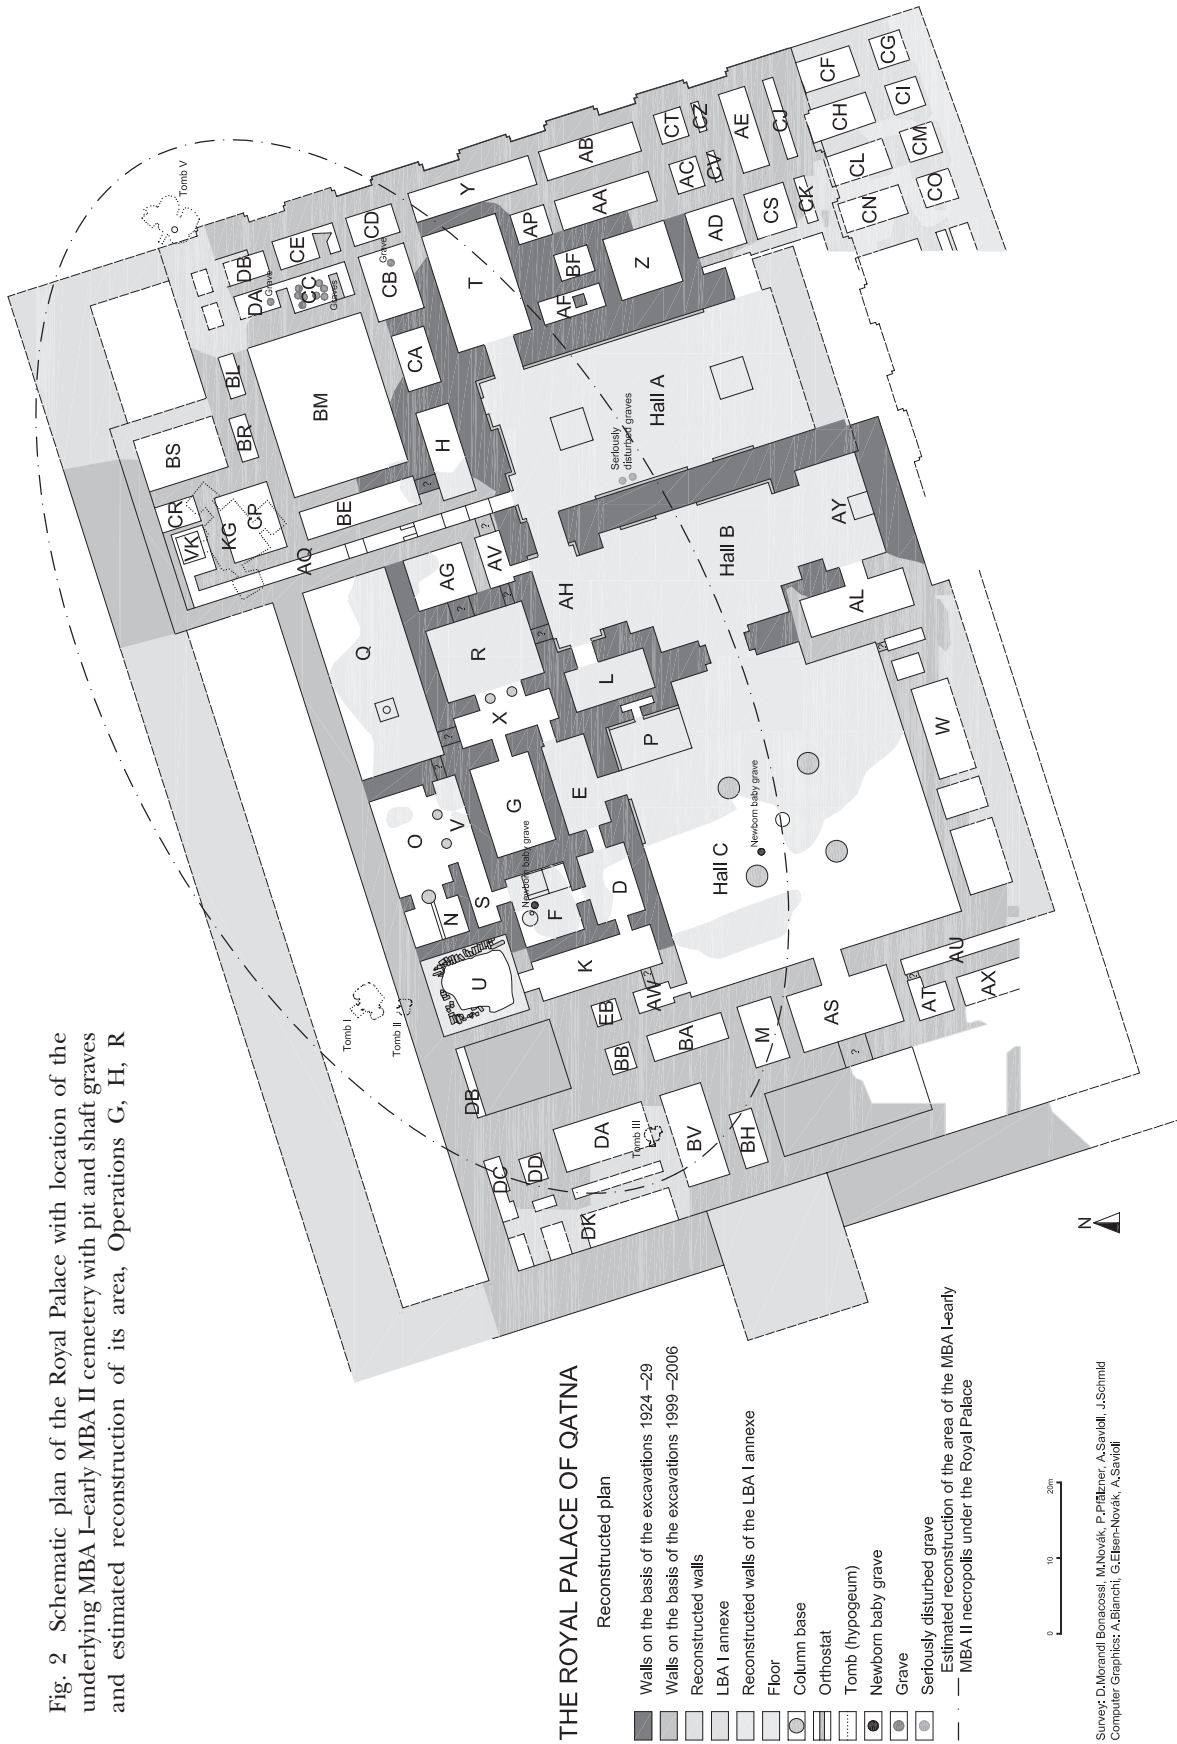 Fig. 2 Schematic plan of the Royal Palace with location of the
underlying MBA I–early MBA II cemetery with pit and shaft graves
and estimated reconstruction of its area, Operations G, H, R
THE ROYAL PALACE OF QATNA
Reconstructed plan
Walls on the basis of the excavations 1924 –29
Walls on the basis of the excavations 1999 –2006
Reconstructed walls
LBA I annexe
Reconstructed walls of the LBA I annexe
Floor
Column base
Orthostat
Tomb (hypogeum)
Newborn baby grave
Grave
Seriously disturbed grave
Estimated reconstruction of the area of the MBA I–early
MBA II necropolis under the Royal Palace
0 10 20m
Survey: D.Morandi Bonacossi, M.Novák, P.Pfälzner, A.Savioli, J.Schmid
Computer Graphics: A.Bianchi, G.Elsen-Novák, A.Savioli
N
Tomb V
Tomb I
Tomb II
Tomb III
DB
DA
Grave
CE
CC
Graves
CD
CB
Grave
Y
AB
CT
CZ
AE
CJ
CF
CG
CH
CI
CL
CM
CN
CO
AP
AA
AC
CV
AD
CS
CK
T
BF
AF
Z
BS
BL
BR
BM
CA
H
CR
VK
KG
CP
BE
AQ
AG
AV
?
?
?
?
?
?
?
Hall A
Seriously
disturbed graves
Hall B
AY
AH
AL
?
Q
R
L
X
P
W
O
V
G
E
Newborn baby grave
N
S
F
D
Hall C
Newborn baby grave
U
K
?
EB
AW
AU
?
AT
AX
AS
?
BB
BA
M
DB
DC
DD
DA
BV
BH
DK